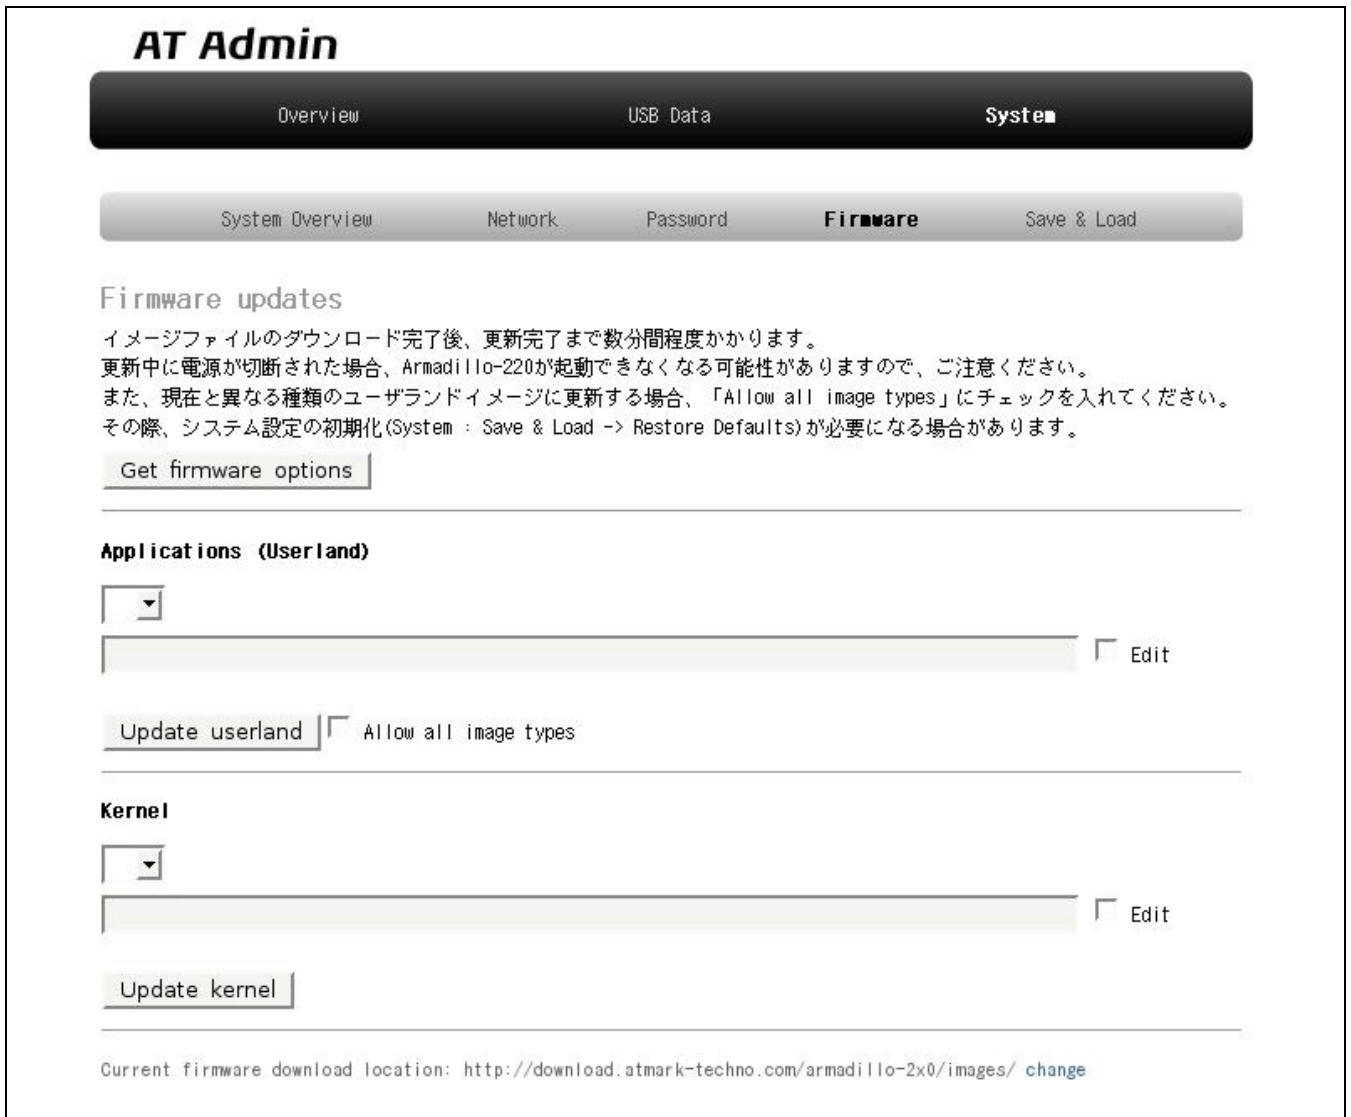 AT Admin
Overview USB Data System
System Overview Network Password Firmware Save & Load
Firmware updates
イメージファイルのダウンロード完了後、更新完了まで数分間程度かかります。
更新中に電源が切断された場合、Armadillo-220が起動できなくなる可能性がありますので、ご注意ください。
また、現在と異なる種類のユーザランドイメージに更新する場合、「Allow all image types」にチェックを入れてください。
その際、システム設定の初期化(System : Save & Load -> Restore Defaults)が必要になる場合があります。
Get firmware options
Applications (Userland)
Edit
Update userland Allow all image types
Kernel
Edit
Update kernel
Current firmware download location: http://download.atmark-techno.com/armadillo-2x0/images/ change